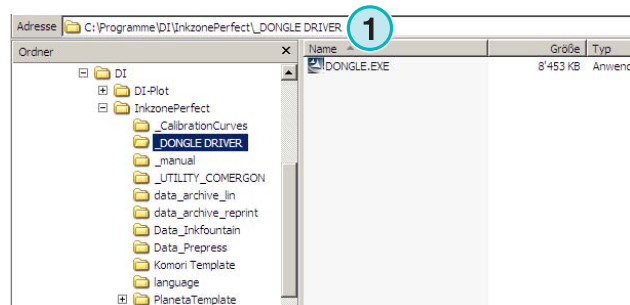 Adresse C:\Programme\DI\InkzonePerfect\_DONGLE DRIVER 1
Ordner × Name Größe Typ
DI DONGLE.EXE 8'453 KB Anwend
DI-Plot
InkzonePerfect
_CalibrationCurves
_DONGLE DRIVER
_manual
_UTILITY_COMERGON
data_archive_lin
data_archive_reprint
Data_Inkfountain
Data_Prepress
Komori Template
language
PlanetaTemplate